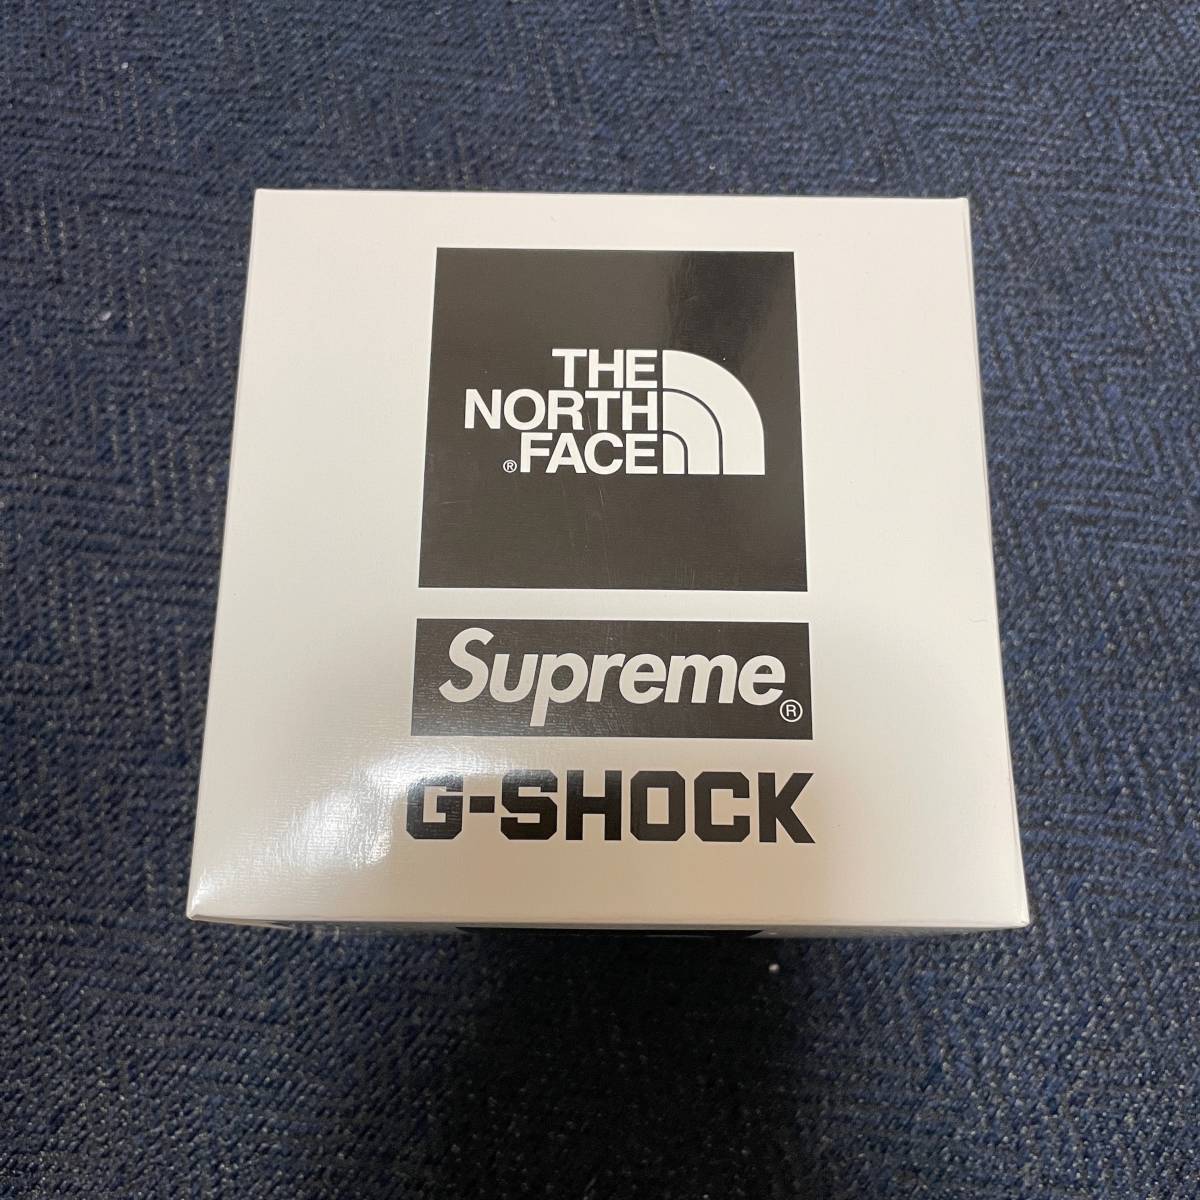 THE
NORTH
® FACE
Supreme ®
G-SHOCK